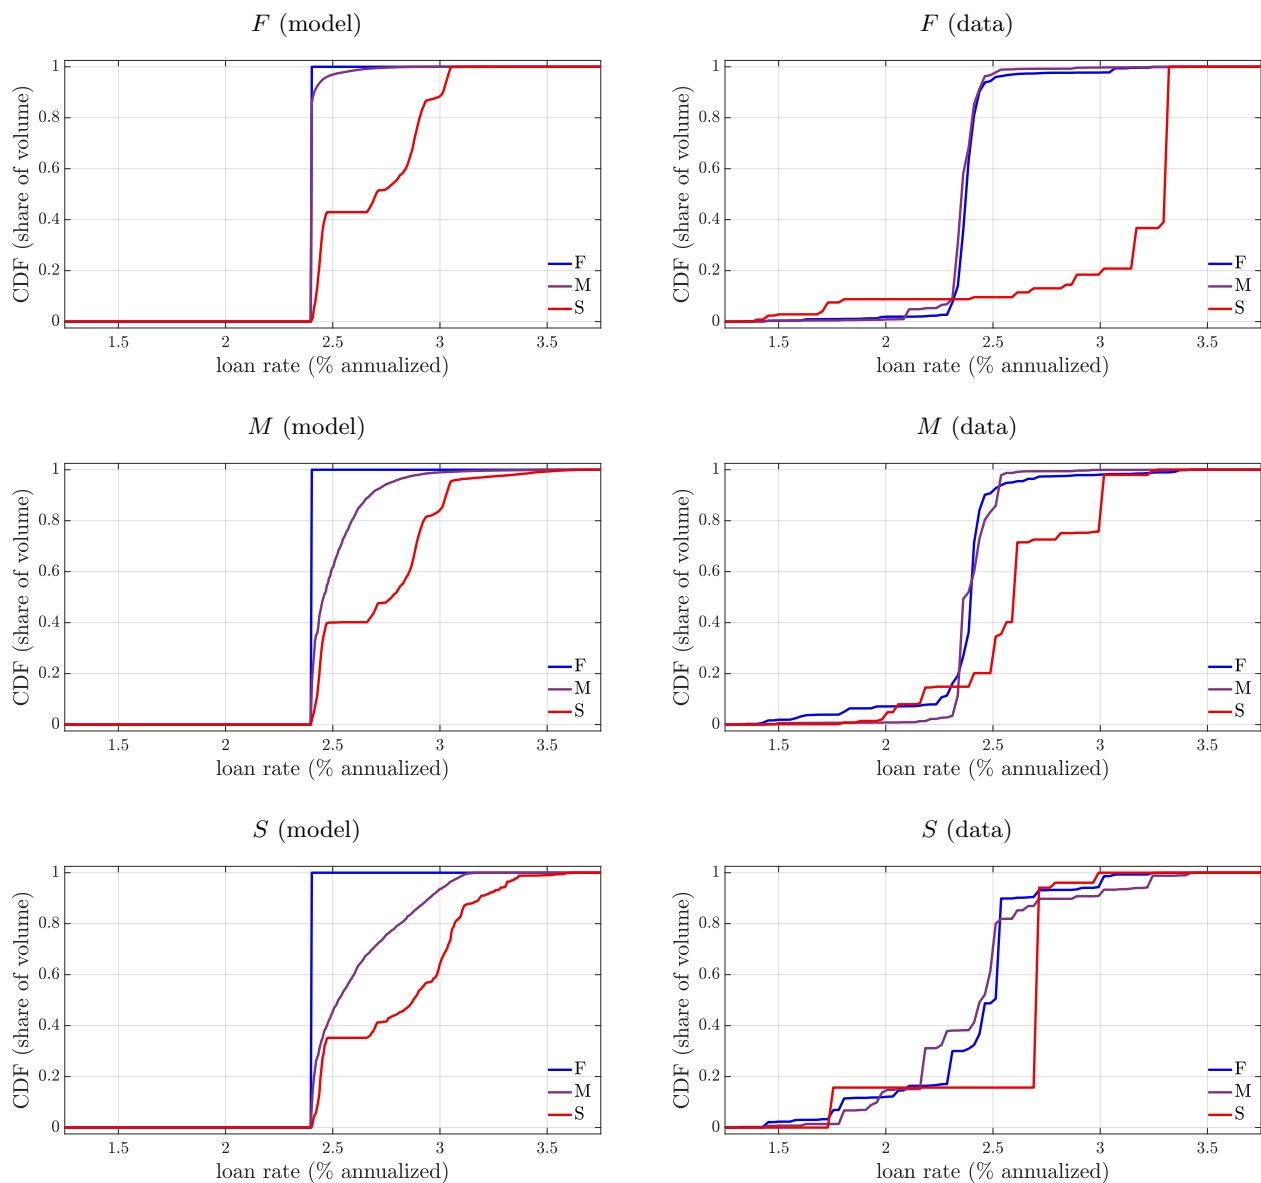 F (model)
CDF (share of volume)
1
0.8
0.6
0.4
0.2
0
1.5 2 2.5 3 3.5
loan rate (% annualized)
F
M
S
F (data)
CDF (share of volume)
1
0.8
0.6
0.4
0.2
0
1.5 2 2.5 3 3.5
loan rate (% annualized)
F
M
S
M (model)
CDF (share of volume)
1
0.8
0.6
0.4
0.2
0
1.5 2 2.5 3 3.5
loan rate (% annualized)
F
M
S
M (data)
CDF (share of volume)
1
0.8
0.6
0.4
0.2
0
1.5 2 2.5 3 3.5
loan rate (% annualized)
F
M
S
S (model)
CDF (share of volume)
1
0.8
0.6
0.4
0.2
0
1.5 2 2.5 3 3.5
loan rate (% annualized)
F
M
S
S (data)
CDF (share of volume)
1
0.8
0.6
0.4
0.2
0
1.5 2 2.5 3 3.5
loan rate (% annualized)
F
M
S